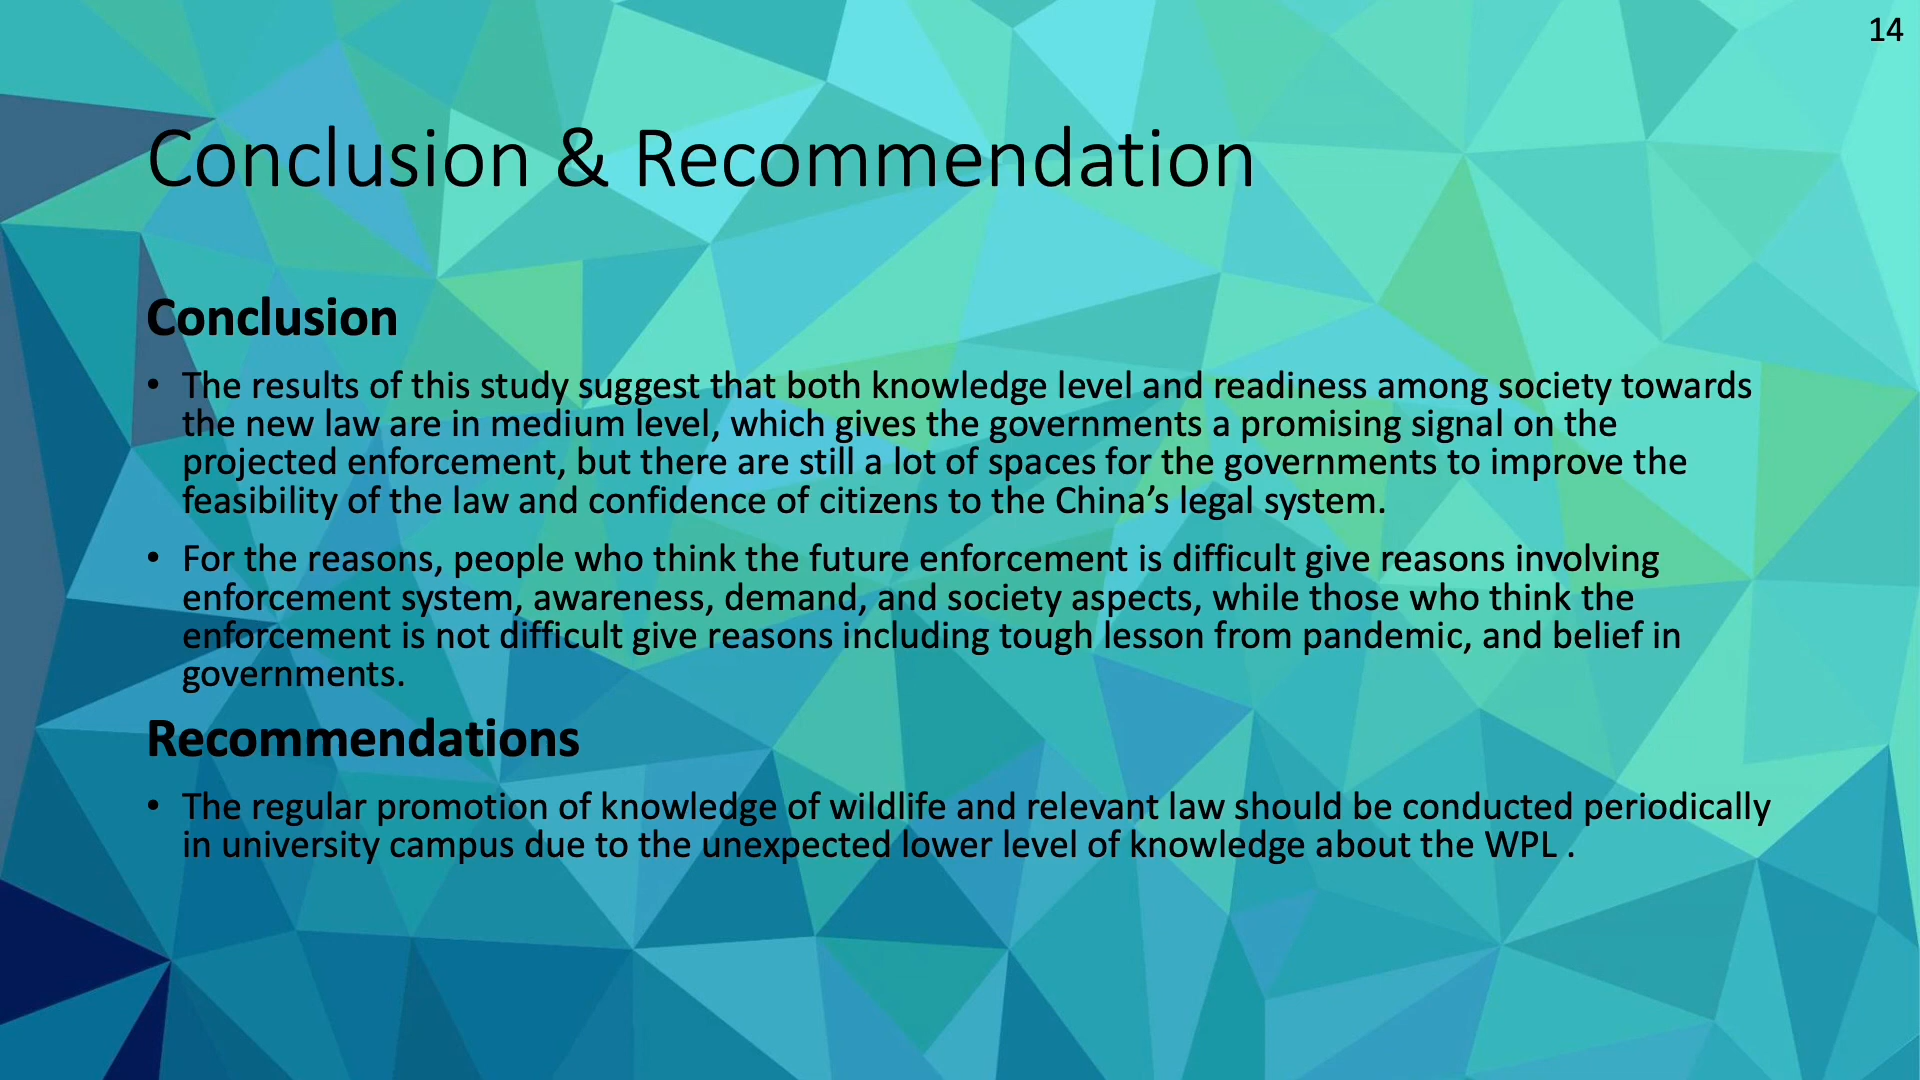 14
Conclusion & Recommendation
Conclusion
• The results of this study suggest that both knowledge level and readiness among society towards
the new law are in medium level, which gives the governments a promising signal on the
projected enforcement, but there are still a lot of spaces for the governments to improve the
feasibility of the law and confidence of citizens to the China’s legal system.
• For the reasons, people who think the future enforcement is difficult give reasons involving
enforcement system, awareness, demand, and society aspects, while those who think the
enforcement is not difficult give reasons including tough lesson from pandemic, and belief in
governments.
Recommendations
• The regular promotion of knowledge of wildlife and relevant law should be conducted periodically
in university campus due to the unexpected lower level of knowledge about the WPL .